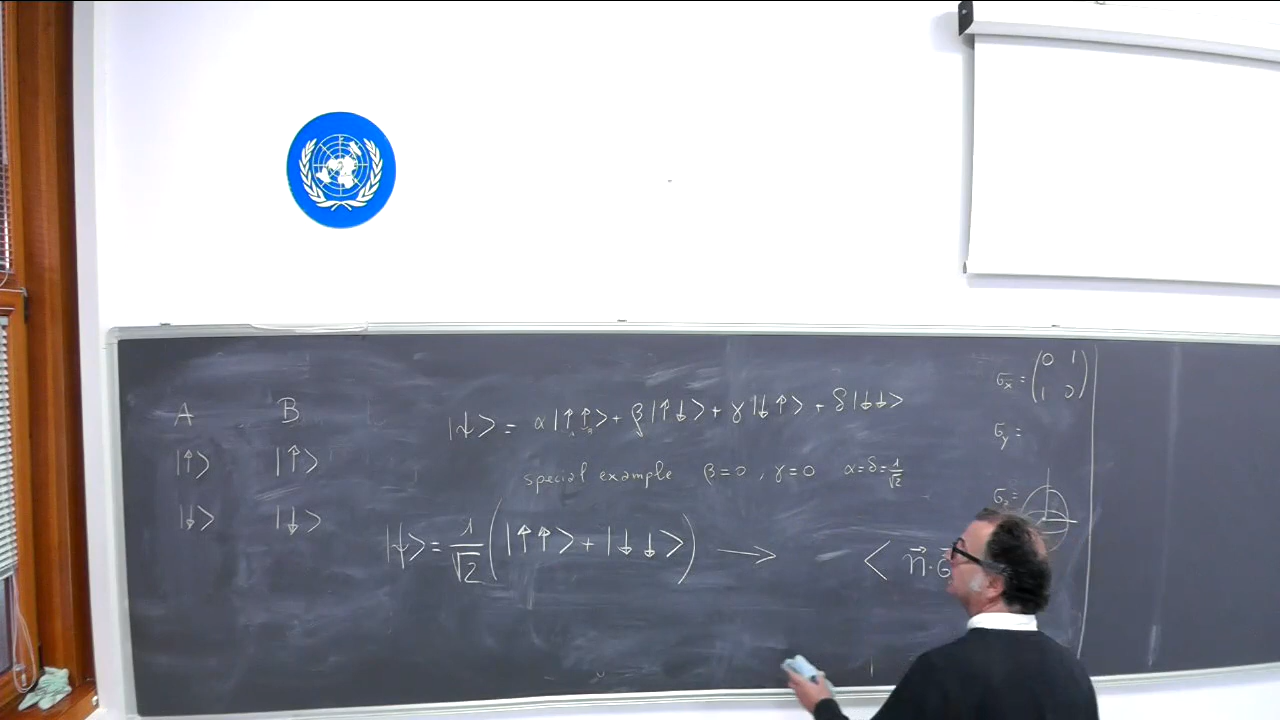 A B
|↑> |↑>
|↓> |↓>
|ψ> = α|↑↑> + β|↑↓> + γ|↓↑> + δ|↓↓>
special example β=0 , γ=0 α=δ=1/√2
|ψ> = 1/√2 (|↑↑> + |↓↓>) → < n⃗·σ⃗
σx = (0 1
1 0)
σy =
σz =